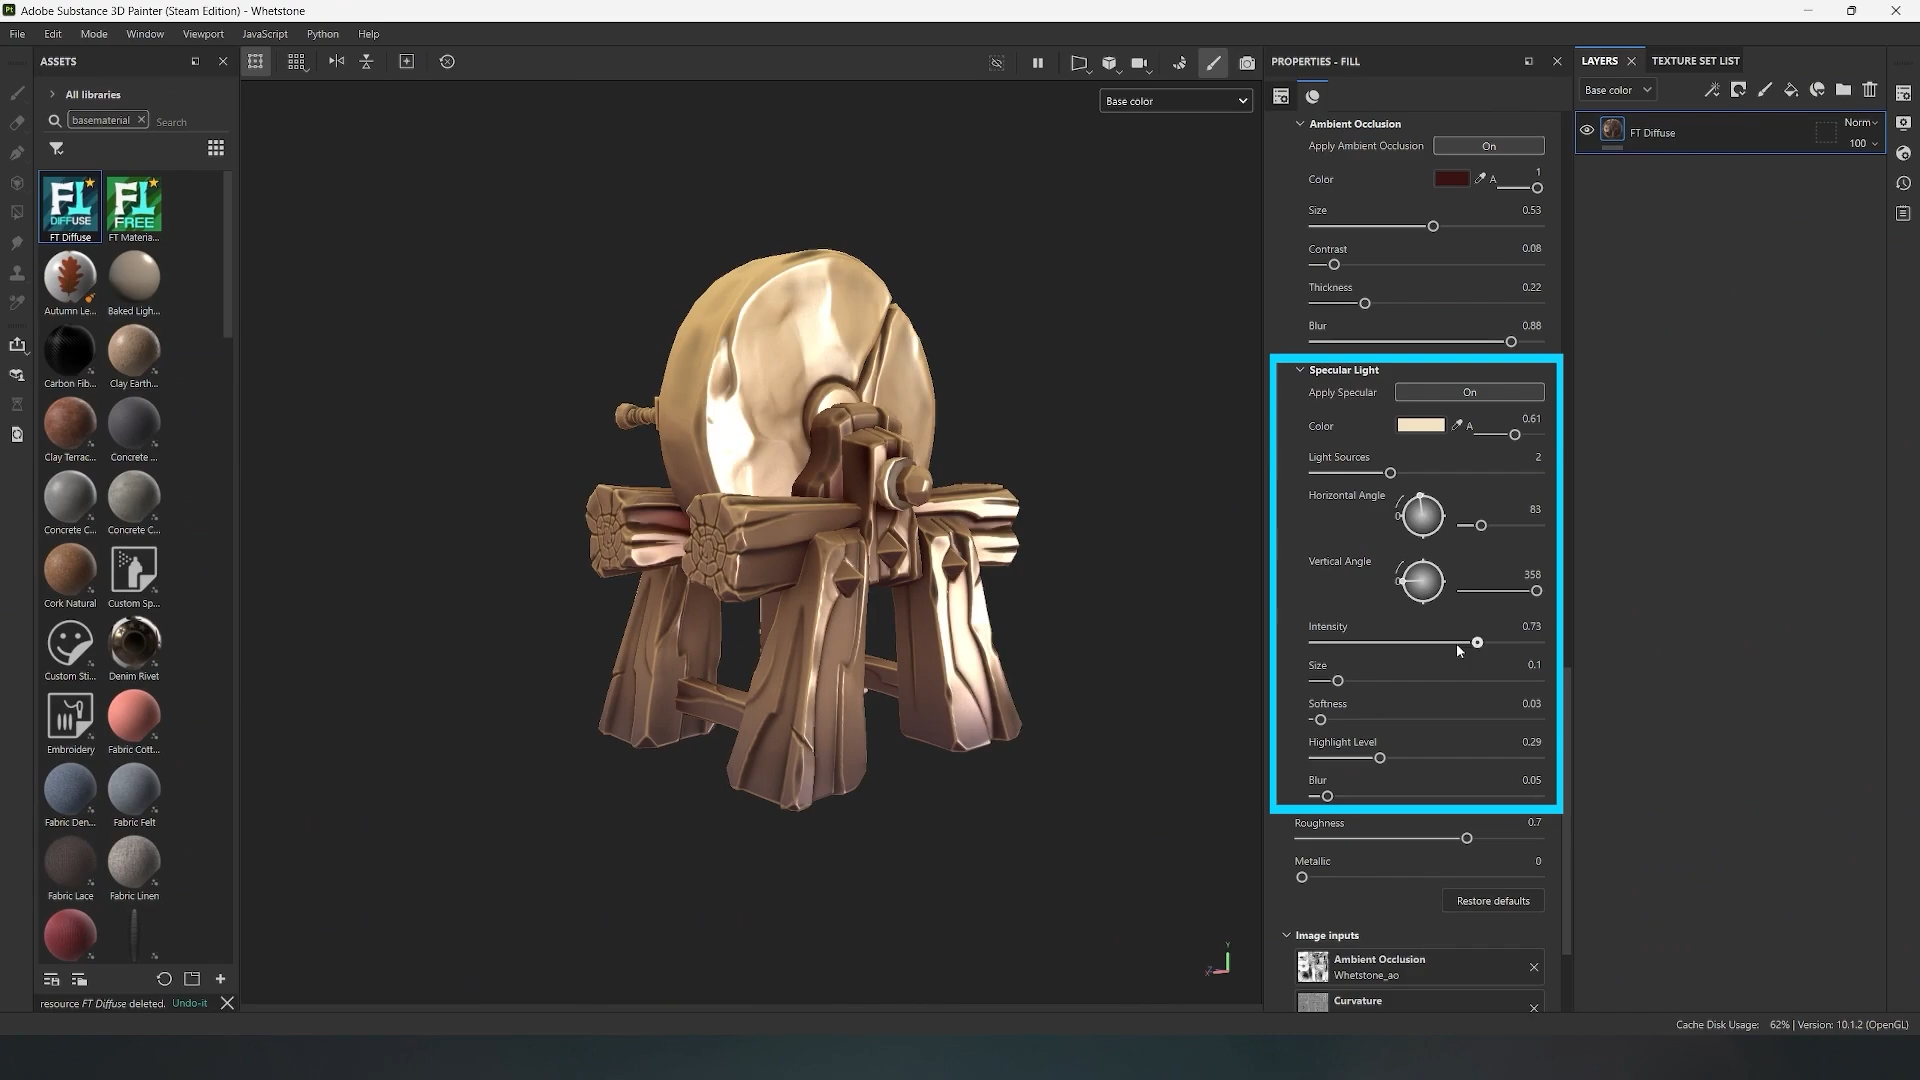 Pt Adobe Substance 3D Painter (Steam Edition) - Whetstone
File Edit Mode Window Viewport JavaScript Python Help
ASSETS
All libraries
basematerial
Search
FT DIFFUSE
FT FREE
FT Diffuse
FT Materia...
Autumn Le...
Baked Ligh...
Carbon Fib...
Clay Earth...
Clay Terrac...
Concrete ...
Concrete C...
Concrete C...
Cork Natural
Custom Sp...
Custom Sti...
Denim Rivet
Embroidery
Fabric Cott...
Fabric Den...
Fabric Felt
Fabric Lace
Fabric Linen
resource FT Diffuse deleted. Undo-it
Base color
Y
PROPERTIES - FILL
Ambient Occlusion
Apply Ambient Occlusion On
Color A 1
Size 0.53
Contrast 0.08
Thickness 0.22
Blur 0.88
Specular Light
Apply Specular On
Color A 0.61
Light Sources 2
Horizontal Angle 0 83
Vertical Angle 0 358
Intensity 0.73
Size 0.1
Softness 0.03
Highlight Level 0.29
Blur 0.05
Roughness 0.7
Metallic 0
Restore defaults
Image inputs
Ambient Occlusion
Whetstone_ao
Curvature
LAYERS
TEXTURE SET LIST
Base color
FT Diffuse
Norm
100
Cache Disk Usage: 62% | Version: 10.1.2 (OpenGL)